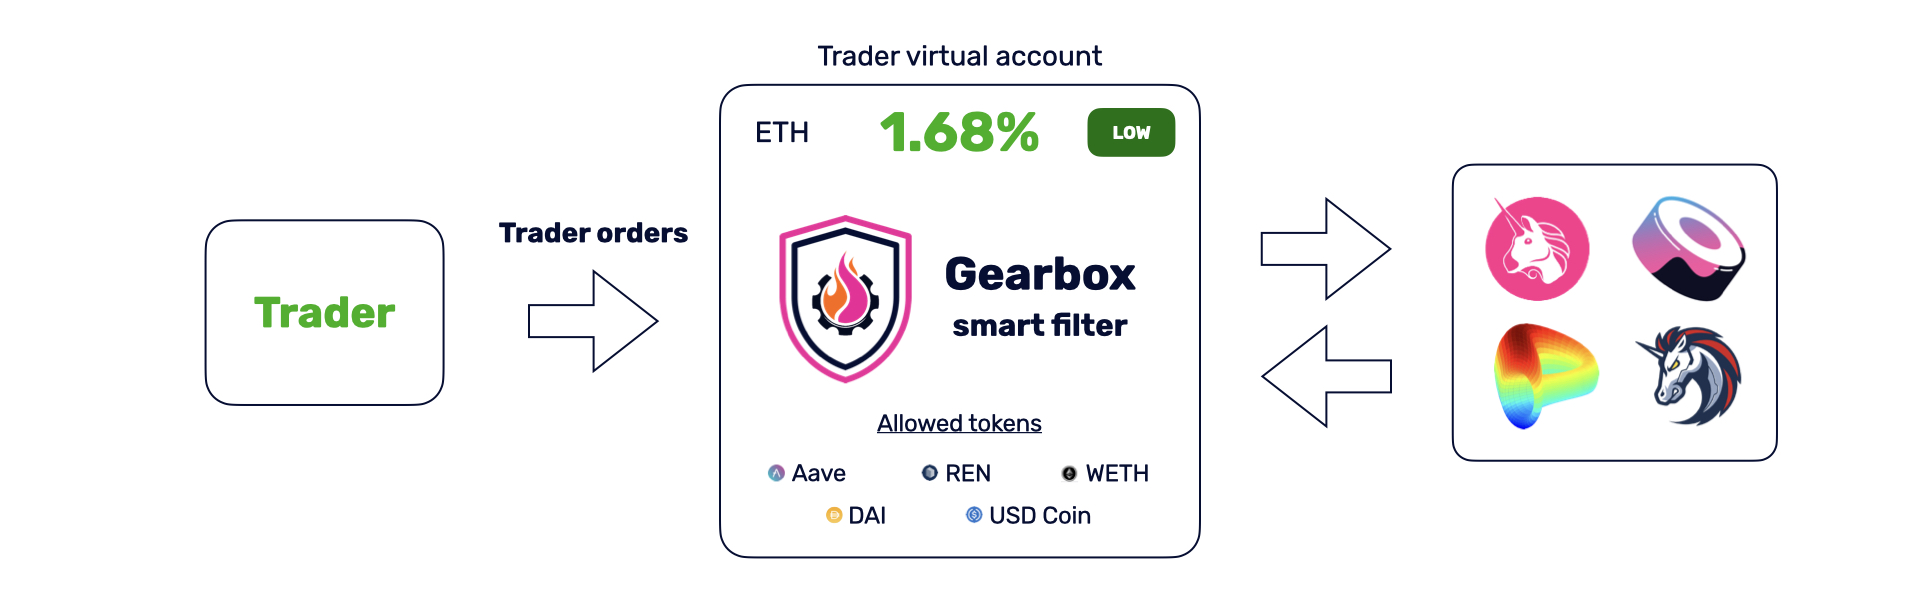 Trader virtual account
ETH 1.68% LOW
Trader orders
Trader
Gearbox
smart filter
Allowed tokens
Aave REN WETH
DAI USD Coin